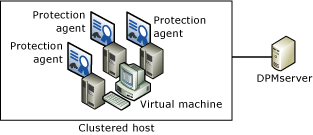 Protection
agent
Protection
agent
Protection
agent
Virtual machine
DPMserver
Clustered host